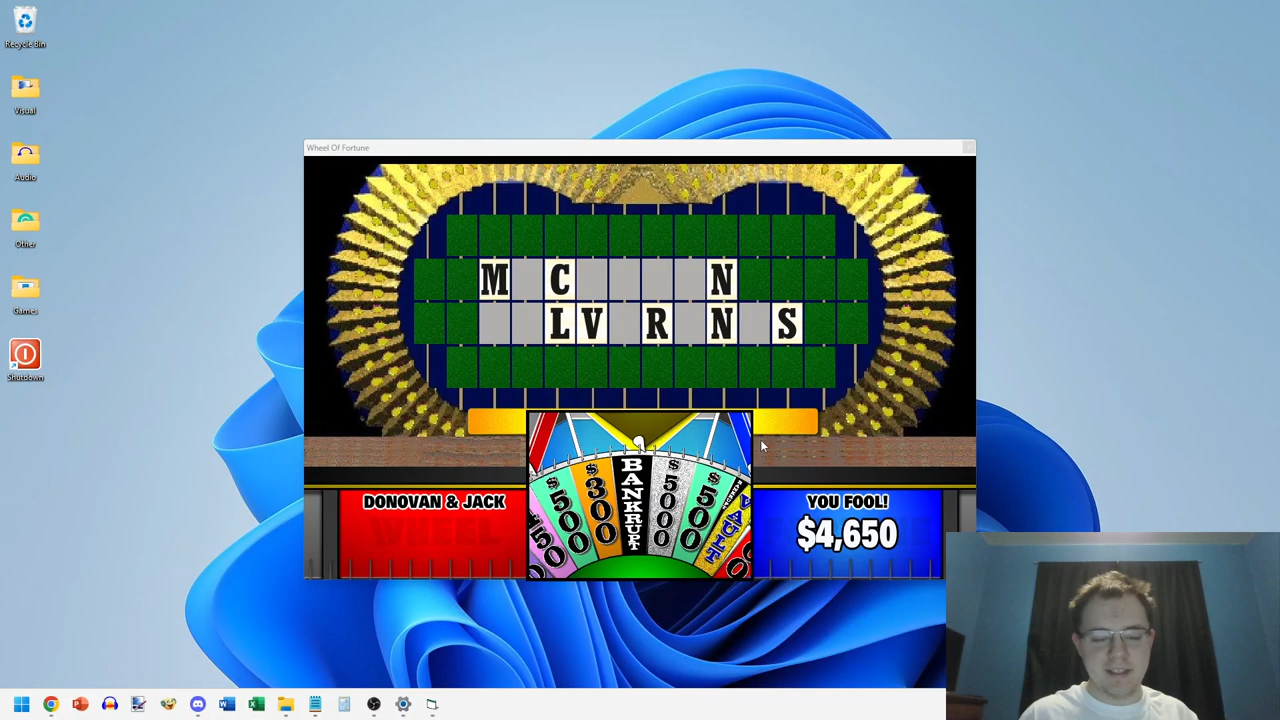 Recycle Bin
Visual
Audio
Other
Games
Shutdown
Wheel Of Fortune
M C N
LV R N S
$500
$300
BANKRUPT
$5000
$500
DONOVAN & JACK
YOU FOOL!
$4,650